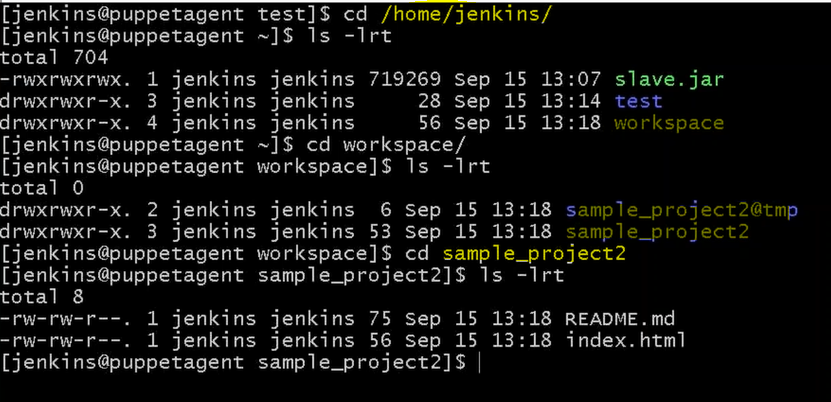 [jenkins@puppetagent test]$ cd /home/jenkins/
[jenkins@puppetagent ~]$ ls -lrt
total 704
-rwxrwxrwx. 1 jenkins jenkins 719269 Sep 15 13:07 slave.jar
drwxrwxr-x. 3 jenkins jenkins     28 Sep 15 13:14 test
drwxrwxr-x. 4 jenkins jenkins     56 Sep 15 13:18 workspace
[jenkins@puppetagent ~]$ cd workspace/
[jenkins@puppetagent workspace]$ ls -lrt
total 0
drwxrwxr-x. 2 jenkins jenkins  6 Sep 15 13:18 sample_project2@tmp
drwxrwxr-x. 3 jenkins jenkins 53 Sep 15 13:18 sample_project2
[jenkins@puppetagent workspace]$ cd sample_project2
[jenkins@puppetagent sample_project2]$ ls -lrt
total 8
-rw-rw-r--. 1 jenkins jenkins 75 Sep 15 13:18 README.md
-rw-rw-r--. 1 jenkins jenkins 56 Sep 15 13:18 index.html
[jenkins@puppetagent sample_project2]$